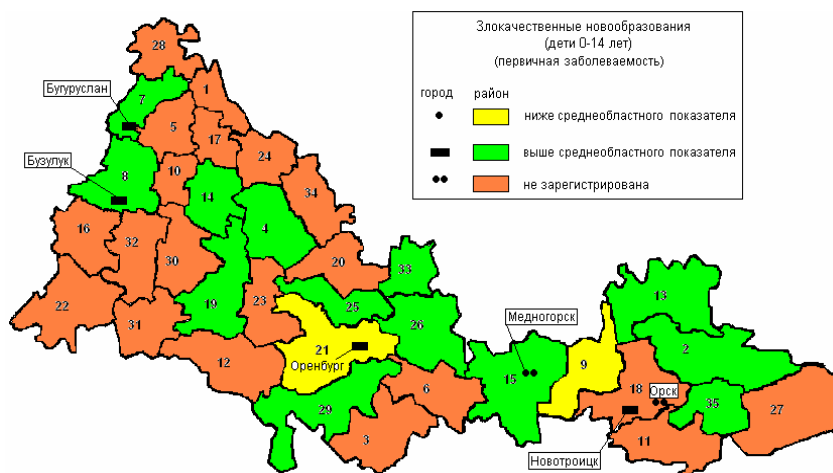 Злокачественные новообразования
(дети 0-14 лет)
(первичная заболеваемость)
город район
ниже среднеобластного показателя
выше среднеобластного показателя
не зарегистрирована
28
7
1
Бугуруслан
5
17
24
Бузулук
8
10
14
34
4
16
32
30
20
33
22
19
23
25
13
31
26
Медногорск
2
12
21
Оренбург
15
9
18
Орск
6
29
35
27
3
11
Новотроицк